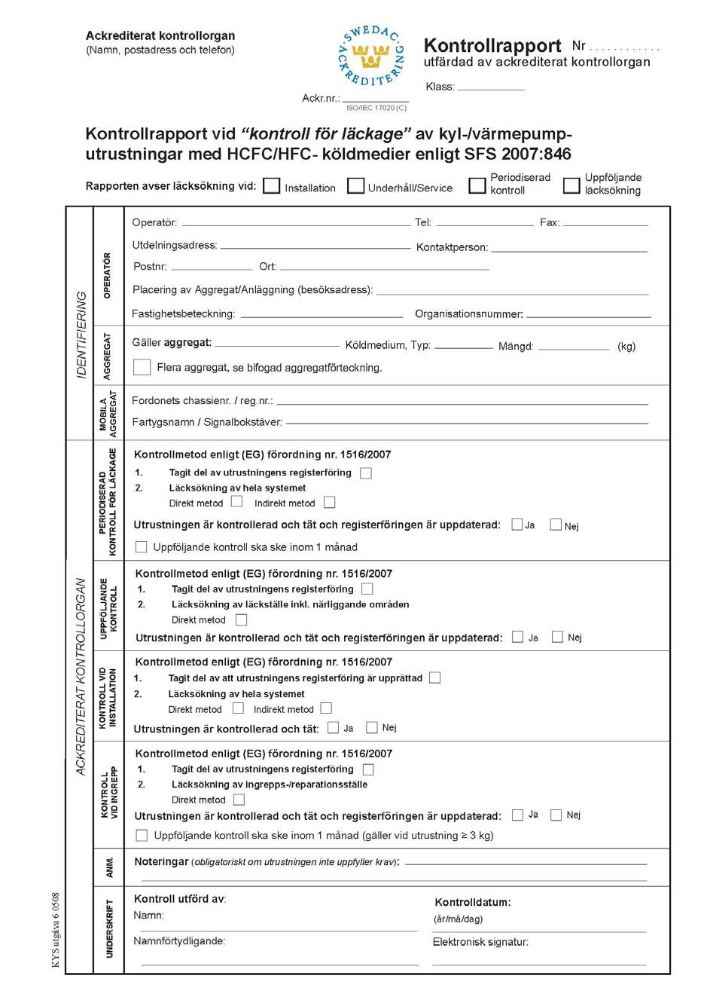 Ackrediterat kontrollorgan
(Namn, postadress och telefon)
SWEDAC ACKREDITERING
Ackr.nr.:
ISO/IEC 17020 (C)
Kontrollrapport Nr . . . . . . . . . . . .
utfärdad av ackrediterat kontrollorgan
Klass:
Kontrollrapport vid "kontroll för läckage" av kyl-/värmepump-
utrustningar med HCFC/HFC- köldmedier enligt SFS 2007:846
Rapporten avser läcksökning vid: Installation Underhåll/Service Periodiserad kontroll Uppföljande läcksökning
IDENTIFIERING
OPERATÖR
Operatör: Tel: Fax:
Utdelningsadress: Kontaktperson:
Postnr: Ort:
Placering av Aggregat/Anläggning (besöksadress):
Fastighetsbeteckning: Organisationsnummer:
AGGREGAT
Gäller aggregat: Köldmedium, Typ: Mängd: (kg)
Flera aggregat, se bifogad aggregatförteckning.
MOBILA AGGREGAT
Fordonets chassienr. / reg.nr.:
Fartygsnamn / Signalbokstäver:
ACKREDITERAT KONTROLLORGAN
PERIODISERAD KONTROLL FÖR LÄCKAGE
Kontrollmetod enligt (EG) förordning nr. 1516/2007
1. Tagit del av utrustningens registerföring
2. Läcksökning av hela systemet
Direkt metod Indirekt metod
Utrustningen är kontrollerad och tät och registerföringen är uppdaterad: Ja Nej
Uppföljande kontroll ska ske inom 1 månad
UPPFÖLJANDE KONTROLL
Kontrollmetod enligt (EG) förordning nr. 1516/2007
1. Tagit del av utrustningens registerföring
2. Läcksökning av läckställe inkl. närliggande områden
Direkt metod
Utrustningen är kontrollerad och tät och registerföringen är uppdaterad: Ja Nej
KONTROLL VID INSTALLATION
Kontrollmetod enligt (EG) förordning nr. 1516/2007
1. Tagit del av att utrustningens registerföring är upprättad
2. Läcksökning av hela systemet
Direkt metod Indirekt metod
Utrustningen är kontrollerad och tät: Ja Nej
KONTROLL VID INGREPP
Kontrollmetod enligt (EG) förordning nr. 1516/2007
1. Tagit del av utrustningens registerföring
2. Läcksökning av ingrepps-/reparationsställe
Direkt metod
Utrustningen är kontrollerad och tät och registerföringen är uppdaterad: Ja Nej
Uppföljande kontroll ska ske inom 1 månad (gäller vid utrustning ≥ 3 kg)
ANM.
Noteringar (obligatoriskt om utrustningen inte uppfyller krav):
UNDERSKRIFT
Kontroll utförd av: Kontrolldatum:
Namn: (år/må/dag)
Namnförtydligande: Elektronisk signatur:
KYS utgåva 6 0508